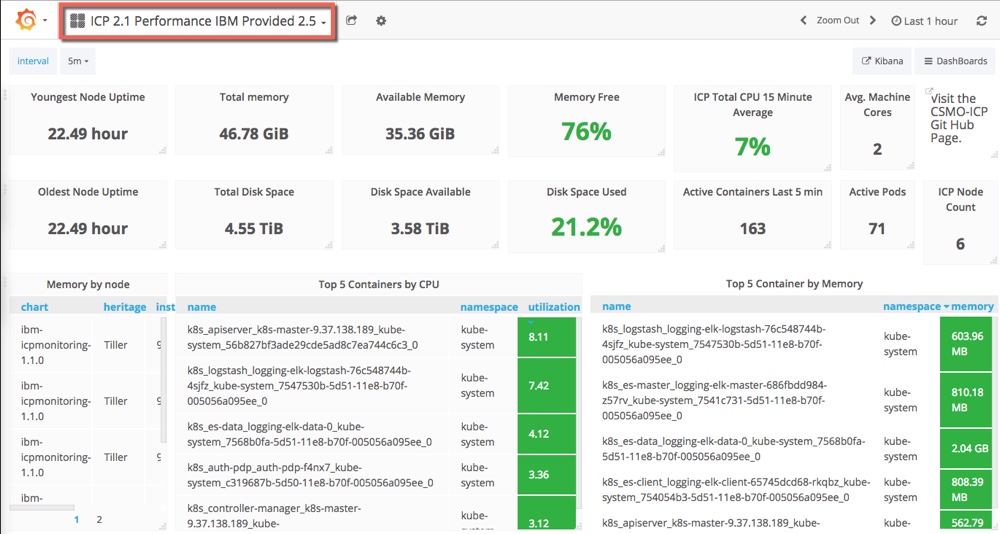 ICP 2.1 Performance IBM Provided 2.5
Zoom Out
Last 1 hour
interval
5m
Kibana
DashBoards
Youngest Node Uptime
22.49 hour
Total memory
46.78 GiB
Available Memory
35.36 GiB
Memory Free
76%
ICP Total CPU 15 Minute
Average
7%
Avg. Machine
Cores
2
Visit the
CSMO-ICP
Git Hub
Page.
Oldest Node Uptime
22.49 hour
Total Disk Space
4.55 TiB
Disk Space Available
3.58 TiB
Disk Space Used
21.2%
Active Containers Last 5 min
163
Active Pods
71
ICP Node
Count
6
Memory by node
chart heritage inst
ibm-
icpmonitoring-
1.1.0
Tiller
9
ibm-
icpmonitoring-
1.1.0
Tiller
9
ibm-
icpmonitoring-
1.1.0
Tiller
9
ibm-
1 2
Top 5 Containers by CPU
name namespace utilization
k8s_apiserver_k8s-master-9.37.138.189_kube-
system_56b827bf3ade29cde5ad8c7ea744c6c3_0
kube-
system
8.11
k8s_logstash_logging-elk-logstash-76c548744b-
4sjfz_kube-system_7547530b-5d51-11e8-b70f-
005056a095ee_0
kube-
system
7.42
k8s_es-data_logging-elk-data-0_kube-
system_7568b0fa-5d51-11e8-b70f-005056a095ee_0
kube-
system
4.12
k8s_auth-pdp_auth-pdp-f4nx7_kube-
system_c319687b-5d50-11e8-b70f-005056a095ee_0
kube-
system
3.36
k8s_controller-manager_k8s-master-
9.37.138.189_kube-
kube-
system
3.12
Top 5 Container by Memory
name namespace memory
k8s_logstash_logging-elk-logstash-76c548744b-
4sjfz_kube-system_7547530b-5d51-11e8-b70f-
005056a095ee_0
kube-
system
603.96
MB
k8s_es-master_logging-elk-master-686fbdd984-
z57rv_kube-system_7541c731-5d51-11e8-b70f-
005056a095ee_0
kube-
system
810.18
MB
k8s_es-data_logging-elk-data-0_kube-system_7568b0fa-
5d51-11e8-b70f-005056a095ee_0
kube-
system
2.04 GB
k8s_es-client_logging-elk-client-65745dcd68-rkqbz_kube-
system_754054b3-5d51-11e8-b70f-005056a095ee_0
kube-
system
808.39
MB
k8s_apiserver_k8s-master-9.37.138.189_kube-
kube-
562.79